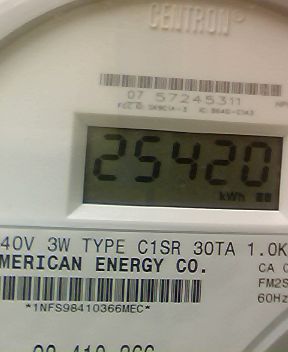 CENTRON®
07 57245311
25420
kWh
40V 3W TYPE C1SR 30TA 1.0K
MERICAN ENERGY CO.
CA
FM2S
60Hz
*1NFS98410366MEC*